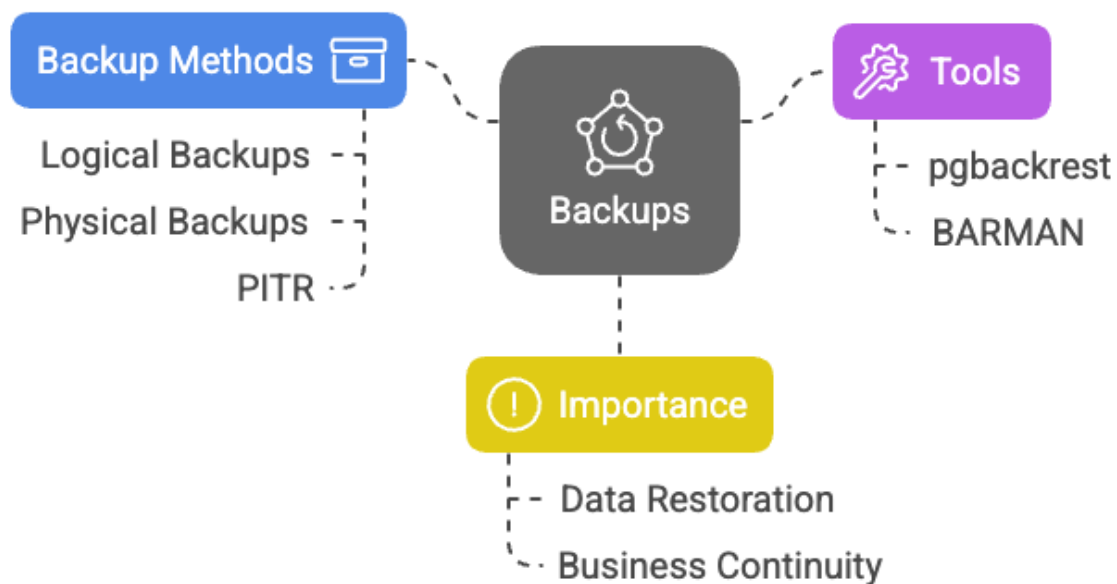 Backup Methods
Logical Backups
Physical Backups
PITR
Backups
Tools
pgbackrest
BARMAN
Importance
Data Restoration
Business Continuity